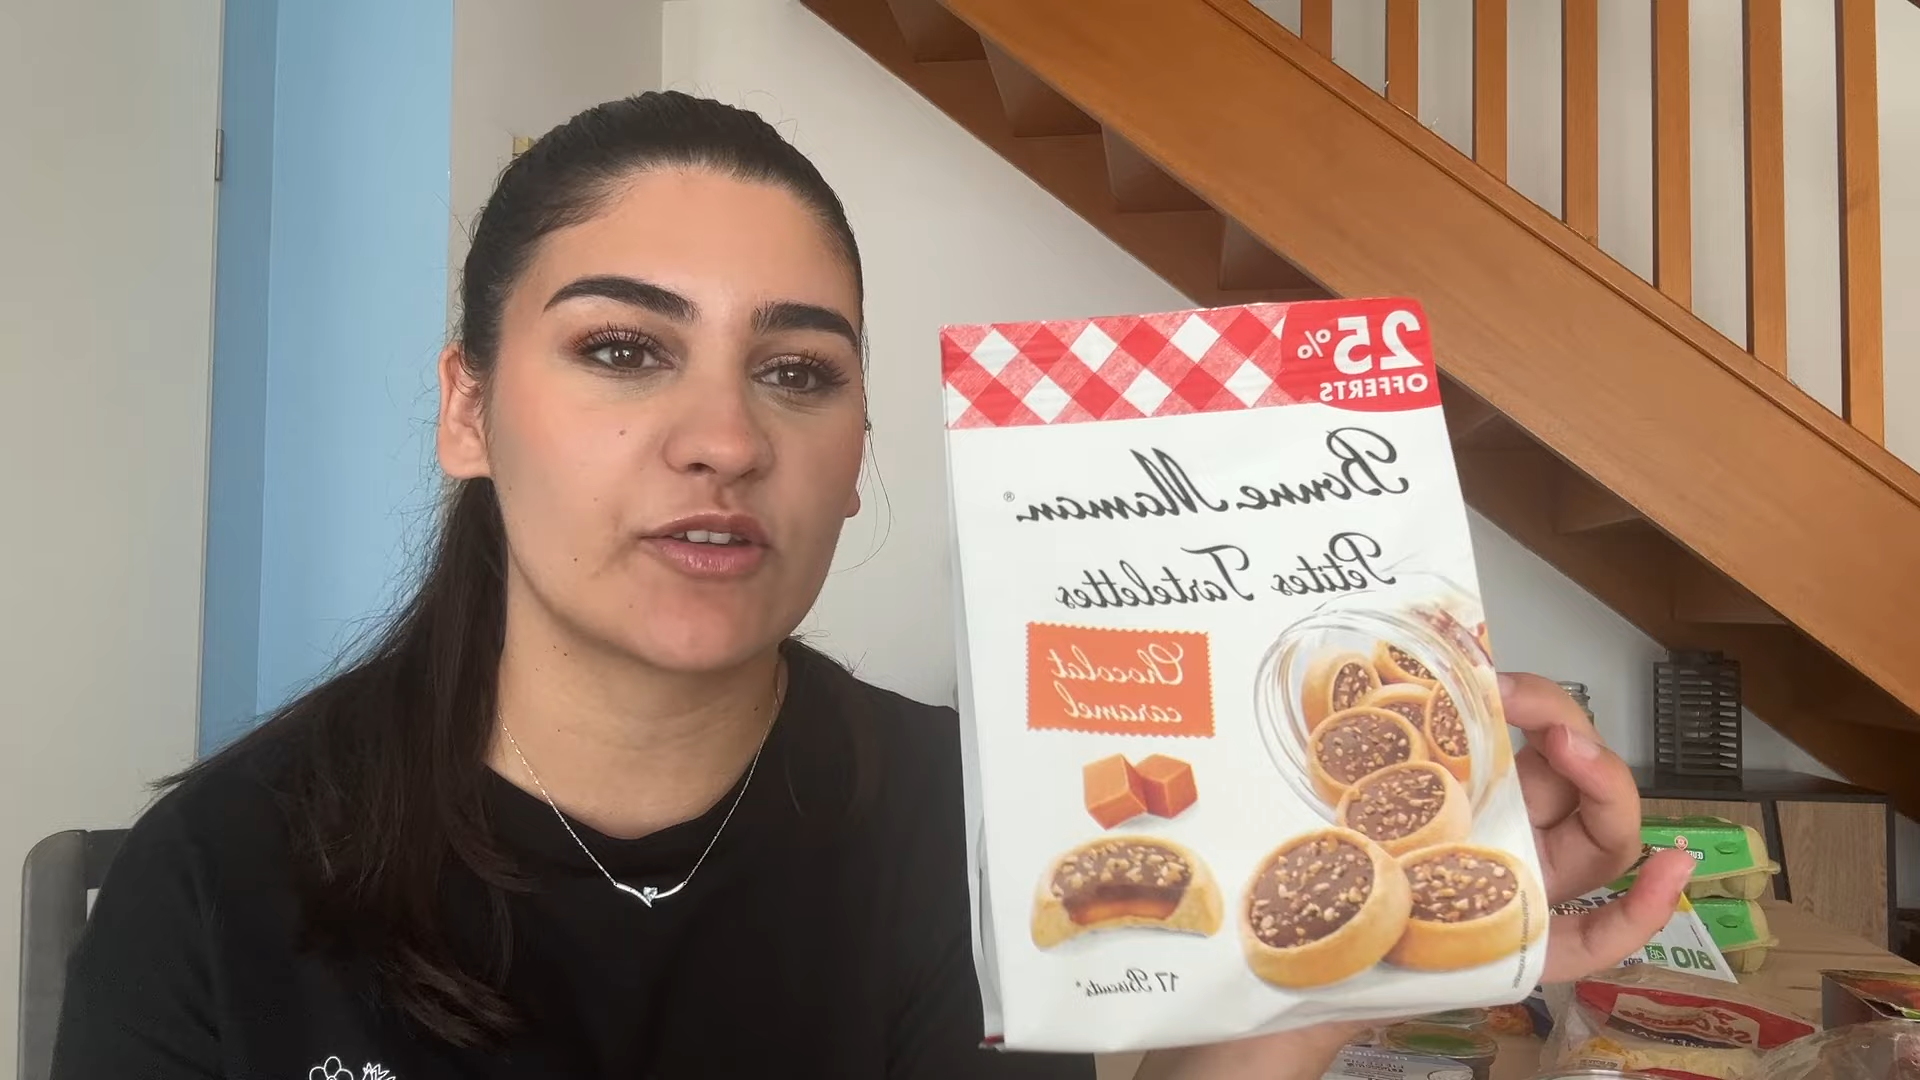 25%
OFFERTS
Bonne Maman®
Petites Tartelettes
Chocolat
caramel
17 Biscuits*
BIO